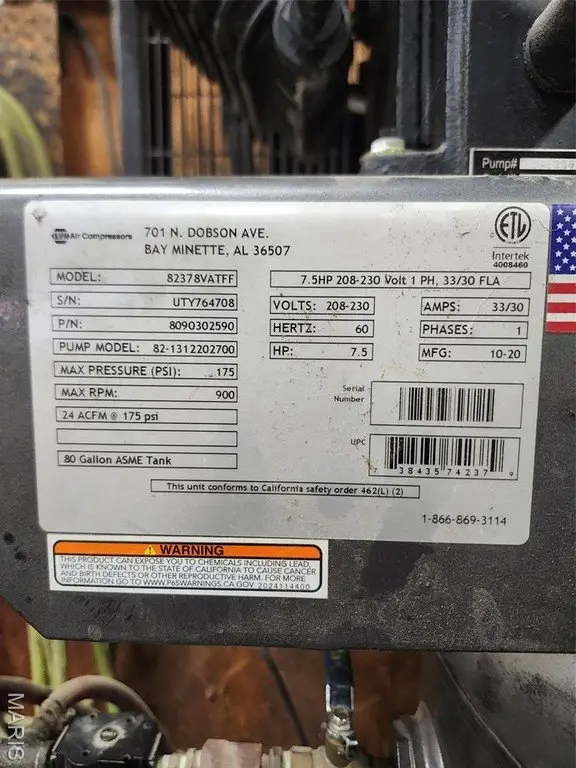 Pump#
Air Compressors
701 N. DOBSON AVE.
BAY MINETTE, AL 36507
ETL
Intertek
4008460
MODEL: 82378VATFF
S/N: UTY764708
P/N: 8090302590
PUMP MODEL: 82-1312202700
MAX PRESSURE (PSI): 175
MAX RPM: 900
24 ACFM @ 175 psi
80 Gallon ASME Tank
7.5HP 208-230 Volt 1 PH, 33/30 FLA
VOLTS: 208-230
HERTZ: 60
HP: 7.5
AMPS: 33/30
PHASES: 1
MFG: 10-20
Serial
Number
UPC
7 38435 74237 9
This unit conforms to California safety order 462(L) (2)
1-866-869-3114
WARNING
THIS PRODUCT CAN EXPOSE YOU TO CHEMICALS INCLUDING LEAD,
WHICH IS KNOWN TO THE STATE OF CALIFORNIA TO CAUSE CANCER
AND BIRTH DEFECTS OR OTHER REPRODUCTIVE HARM. FOR MORE
INFORMATION GO TO WWW.P65WARNINGS.CA.GOV. 2024114400
MARIS